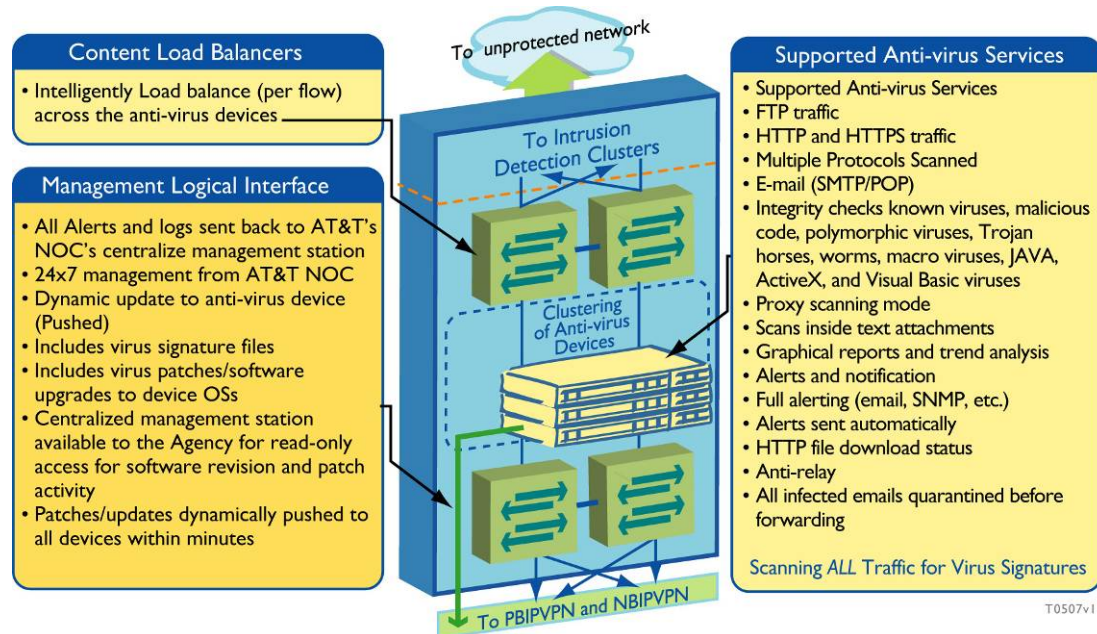 Content Load Balancers
• Intelligently Load balance (per flow)
across the anti-virus devices
Management Logical Interface
• All Alerts and logs sent back to AT&T's
NOC's centralize management station
• 24x7 management from AT&T NOC
• Dynamic update to anti-virus device
(Pushed)
• Includes virus signature files
• Includes virus patches/software
upgrades to device OSs
• Centralized management station
available to the Agency for read-only
access for software revision and patch
activity
• Patches/updates dynamically pushed to
all devices within minutes
To unprotected network
To Intrusion
Detection Clusters
Clustering
of Anti-virus
Devices
To PBIPVPN and NBIPVPN
Supported Anti-virus Services
• Supported Anti-virus Services
• FTP traffic
• HTTP and HTTPS traffic
• Multiple Protocols Scanned
• E-mail (SMTP/POP)
• Integrity checks known viruses, malicious
code, polymorphic viruses, Trojan
horses, worms, macro viruses, JAVA,
ActiveX, and Visual Basic viruses
• Proxy scanning mode
• Scans inside text attachments
• Graphical reports and trend analysis
• Alerts and notification
• Full alerting (email, SNMP, etc.)
• Alerts sent automatically
• HTTP file download status
• Anti-relay
• All infected emails quarantined before
forwarding
Scanning ALL Traffic for Virus Signatures
T0507v1